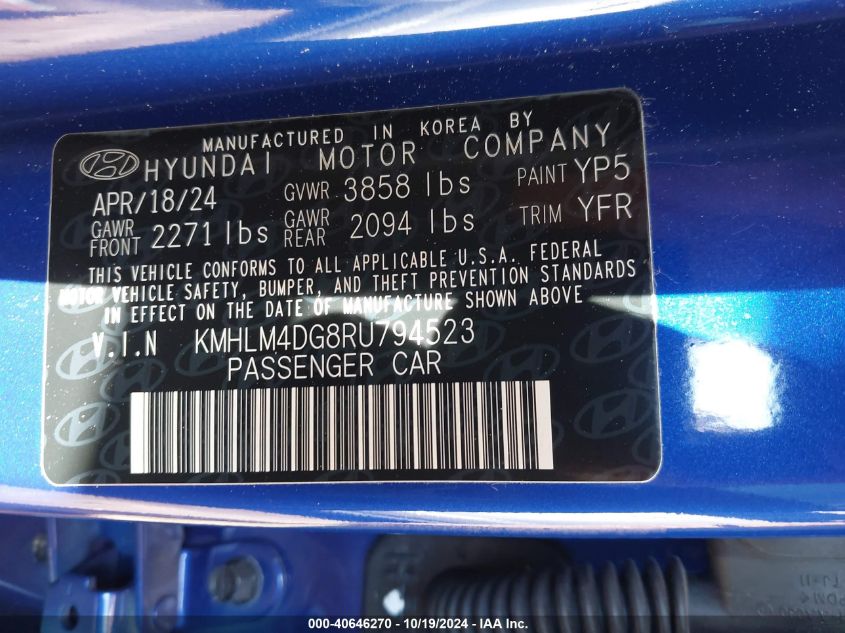 MANUFACTURED IN KOREA BY
HYUNDAI MOTOR COMPANY
APR/18/24 GVWR 3858 lbs PAINT YP5
GAWR FRONT 2271 lbs GAWR REAR 2094 lbs TRIM YFR
THIS VEHICLE CONFORMS TO ALL APPLICABLE U.S.A. FEDERAL
MOTOR VEHICLE SAFETY, BUMPER, AND THEFT PREVENTION STANDARDS
IN EFFECT ON THE DATE OF MANUFACTURE SHOWN ABOVE
V.I.N KMHLM4DG8RU794523
PASSENGER CAR
TJ-11
000-40646270 - 10/19/2024 - IAA Inc.